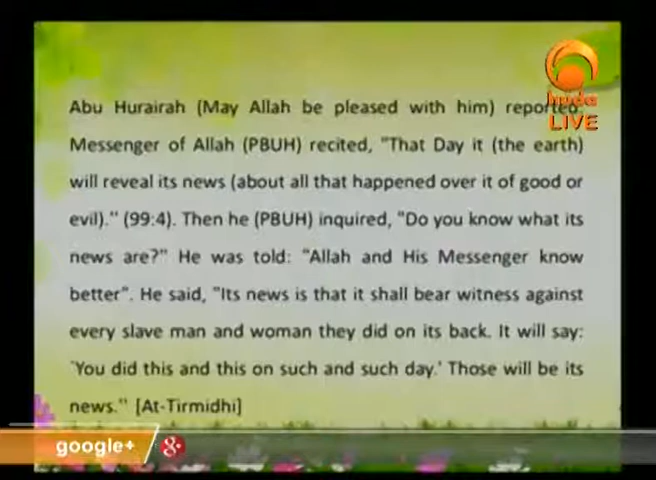 huda
LIVE
Abu Hurairah (May Allah be pleased with him) reported:
Messenger of Allah (PBUH) recited, "That Day it (the earth)
will reveal its news (about all that happened over it of good or
evil)." (99:4). Then he (PBUH) inquired, "Do you know what its
news are?" He was told: "Allah and His Messenger know
better". He said, "Its news is that it shall bear witness against
every slave man and woman they did on its back. It will say:
'You did this and this on such and such day.' Those will be its
news." [At-Tirmidhi]
google+ g+